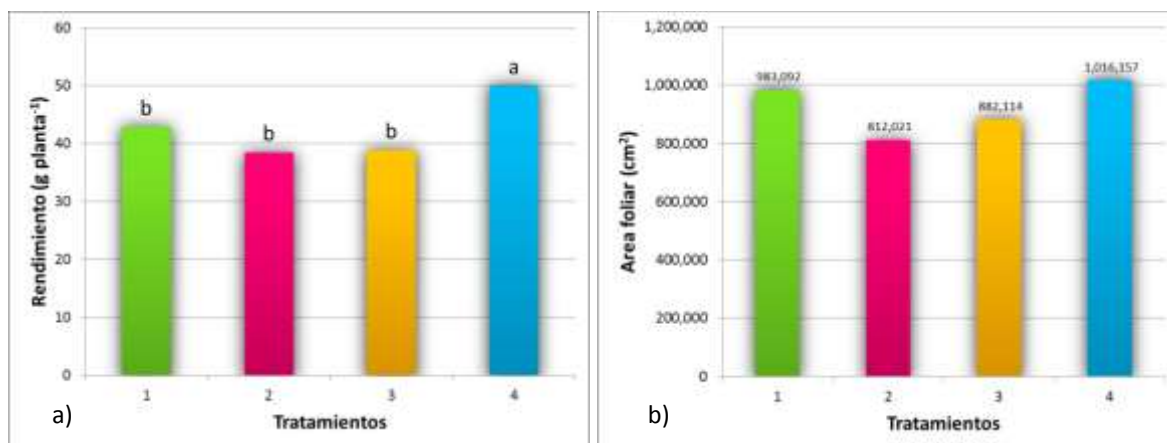 60
50
40
30
20
10
0
Rendimiento (g planta⁻¹)
b
b
b
a
1 2 3 4
Tratamientos
a)
1,200,000
1,000,000
800,000
600,000
400,000
200,000
0
Area foliar (cm²)
983,092
812,021
882,114
1,016,157
1 2 3 4
Tratamientos
b)